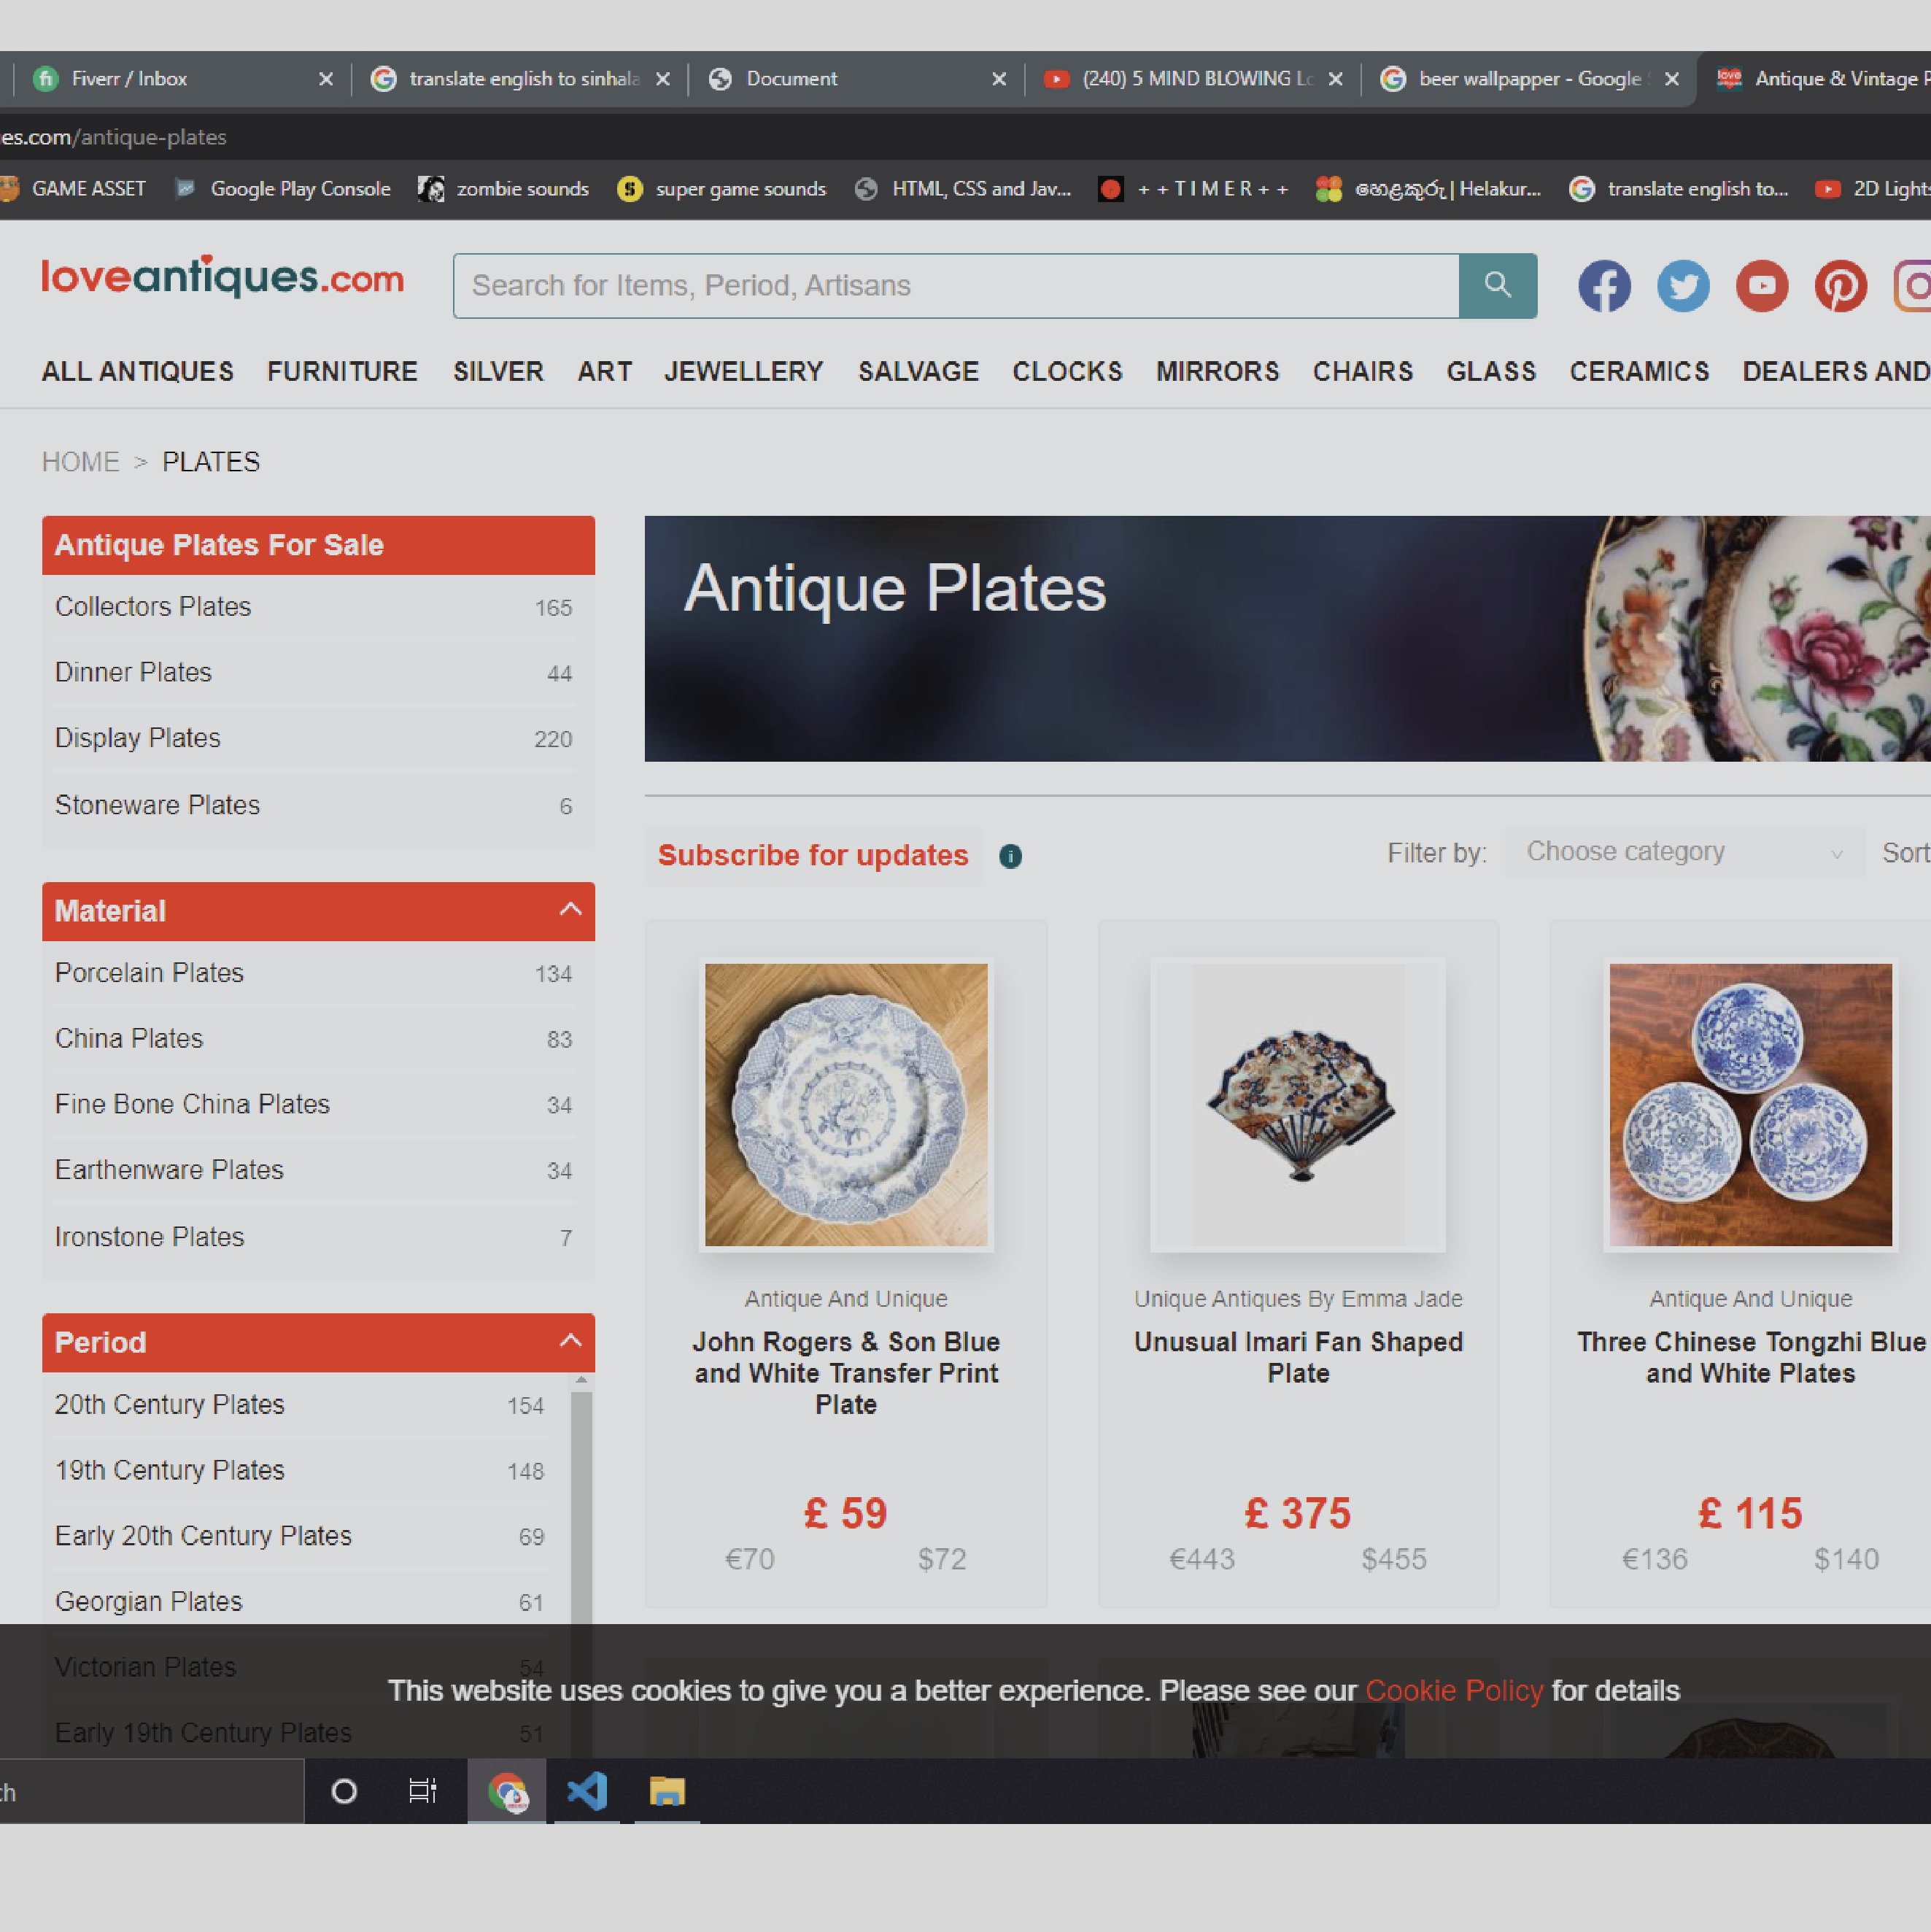 Fiverr / Inbox
translate english to sinhala
Document
(240) 5 MIND BLOWING Lo
beer wallpapper - Google
Antique & Vintage P
es.com/antique-plates
GAME ASSET
Google Play Console
zombie sounds
super game sounds
HTML, CSS and Jav...
+ + T I M E R + +
හෙළකුරු | Helakur...
translate english to...
2D Lights
loveantiques.com
Search for Items, Period, Artisans
ALL ANTIQUES FURNITURE SILVER ART JEWELLERY SALVAGE CLOCKS MIRRORS CHAIRS GLASS CERAMICS DEALERS AND
HOME > PLATES
Antique Plates For Sale
Collectors Plates 165
Dinner Plates 44
Display Plates 220
Stoneware Plates 6
Material
Porcelain Plates 134
China Plates 83
Fine Bone China Plates 34
Earthenware Plates 34
Ironstone Plates 7
Period
20th Century Plates 154
19th Century Plates 148
Early 20th Century Plates 69
Georgian Plates 61
Victorian Plates 54
Early 19th Century Plates 51
Antique Plates
Subscribe for updates
Filter by: Choose category Sort
Antique And Unique
John Rogers & Son Blue
and White Transfer Print
Plate
£ 59
€70 $72
Unique Antiques By Emma Jade
Unusual Imari Fan Shaped
Plate
£ 375
€443 $455
Antique And Unique
Three Chinese Tongzhi Blue
and White Plates
£ 115
€136 $140
This website uses cookies to give you a better experience. Please see our Cookie Policy for details
ch